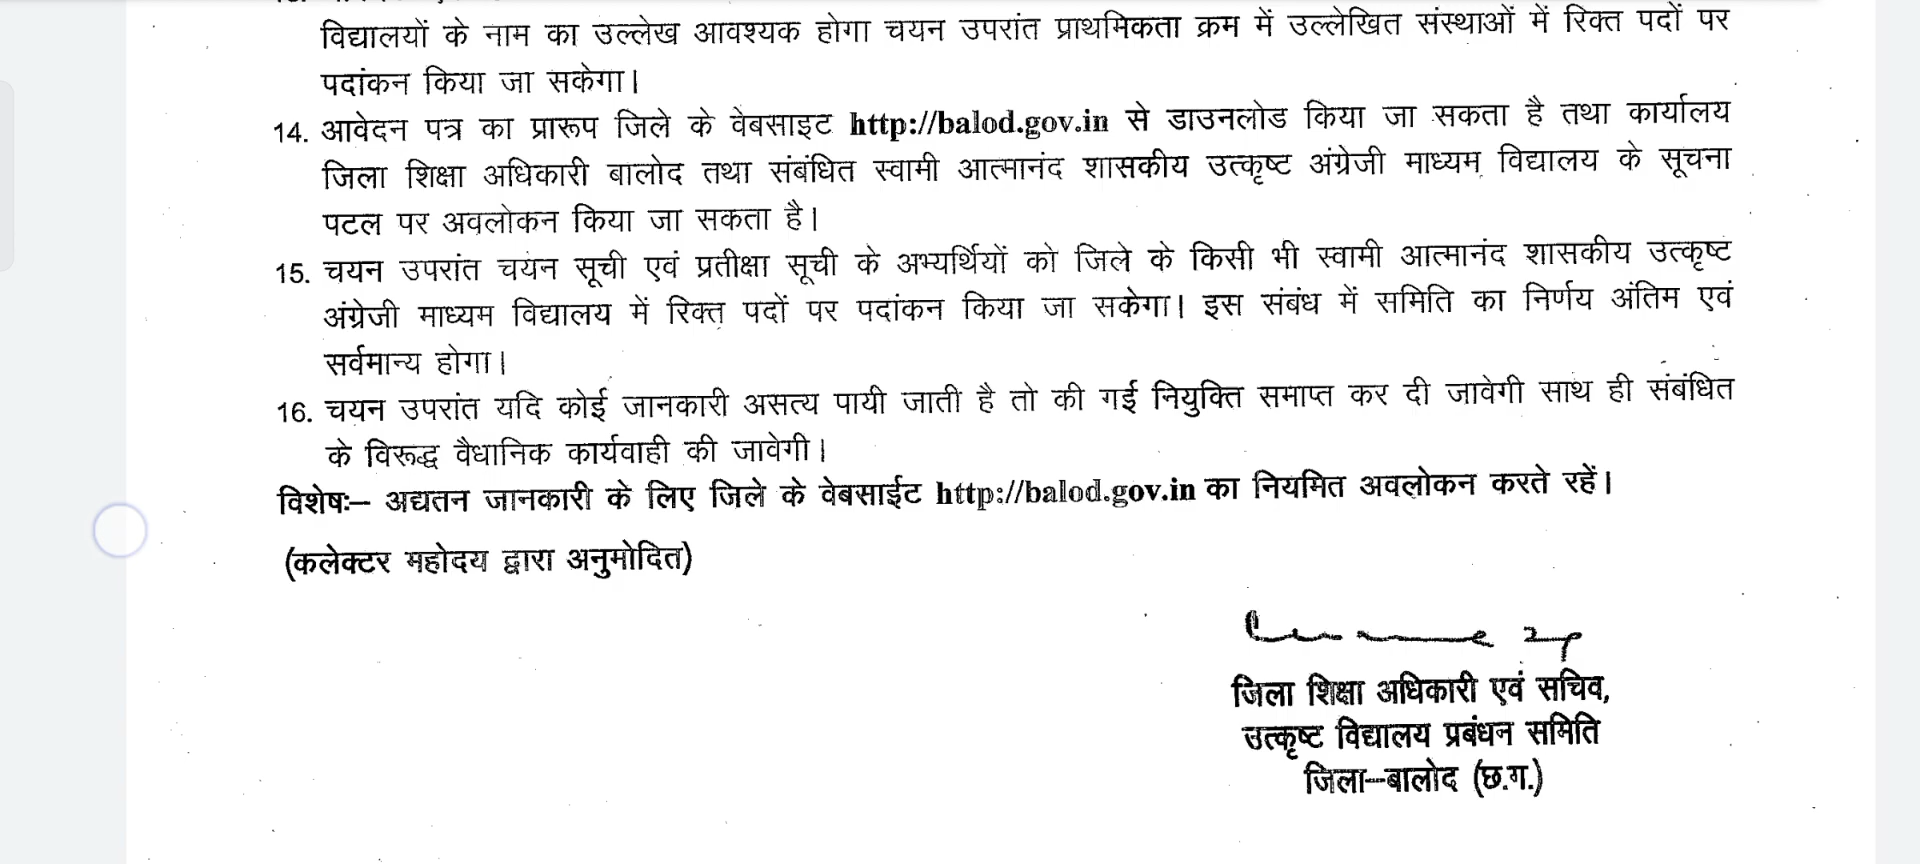 विद्यालयों के नाम का उल्लेख आवश्यक होगा चयन उपरांत प्राथमिकता क्रम में उल्लेखित संस्थाओं में रिक्त पदों पर
पदांकन किया जा सकेगा।
14. आवेदन पत्र का प्रारूप जिले के वेबसाइट http://balod.gov.in से डाउनलोड किया जा सकता है तथा कार्यालय
जिला शिक्षा अधिकारी बालोद तथा संबंधित स्वामी आत्मानंद शासकीय उत्कृष्ट अंग्रेजी माध्यम विद्यालय के सूचना
पटल पर अवलोकन किया जा सकता है।
15. चयन उपरांत चयन सूची एवं प्रतीक्षा सूची के अभ्यर्थियों को जिले के किसी भी स्वामी आत्मानंद शासकीय उत्कृष्ट
अंग्रेजी माध्यम विद्यालय में रिक्त पदों पर पदांकन किया जा सकेगा। इस संबंध में समिति का निर्णय अंतिम एवं
सर्वमान्य होगा।
16. चयन उपरांत यदि कोई जानकारी असत्य पायी जाती है तो की गई नियुक्ति समाप्त कर दी जावेगी साथ ही संबंधित
के विरूद्ध वैधानिक कार्यवाही की जावेगी।
विशेषः– अद्यतन जानकारी के लिए जिले के वेबसाईट http://balod.gov.in का नियमित अवलोकन करते रहें।
(कलेक्टर महोदय द्वारा अनुमोदित)
जिला शिक्षा अधिकारी एवं सचिव,
उत्कृष्ट विद्यालय प्रबंधन समिति
जिला–बालोद (छ.ग.)